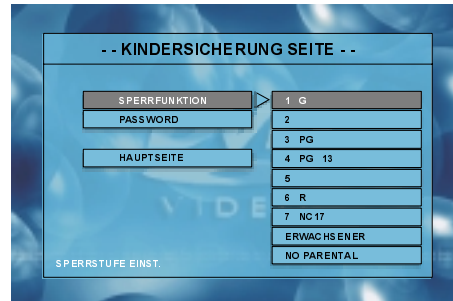 - - KINDERSICHERUNG SEITE - -
SPERRFUNKTION
PASSWORD
HAUPTSEITE
1 G
2
3 PG
4 PG 13
5
6 R
7 NC17
ERWACHSENER
NO PARENTAL
VIDE
SPERRSTUFE EINST.